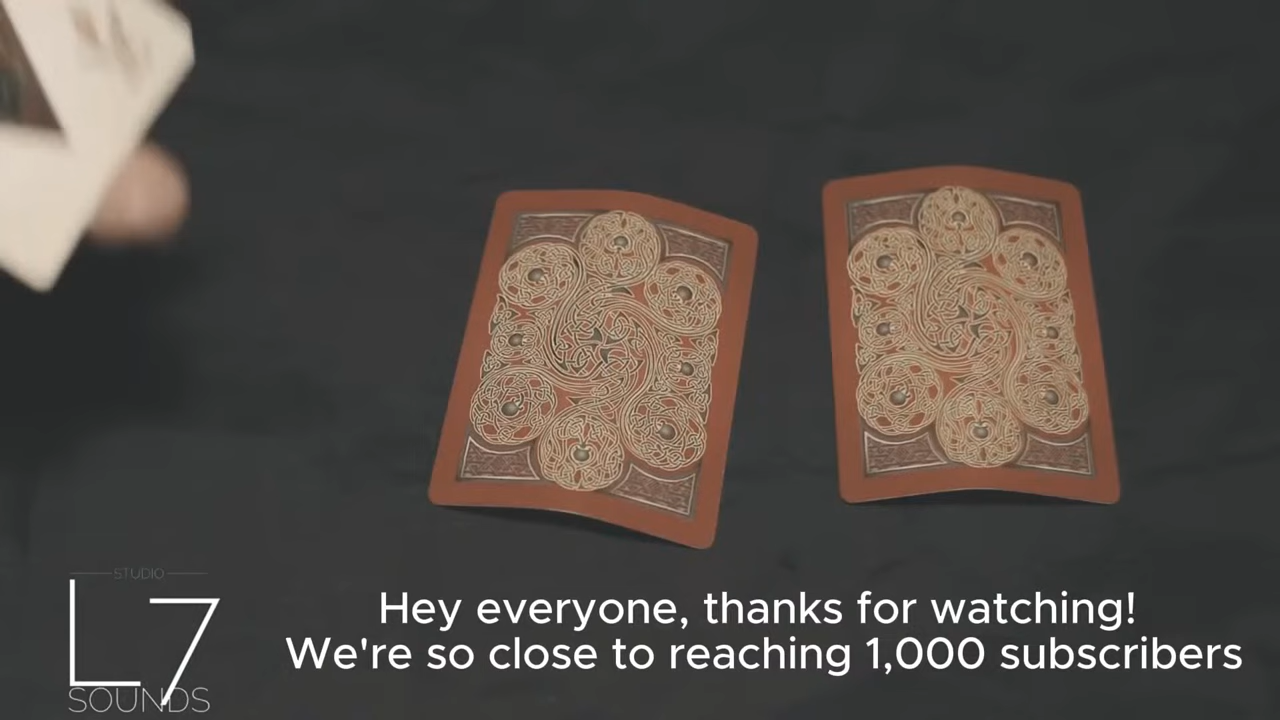 STUDIO
L7
SOUNDS
Hey everyone, thanks for watching!
We're so close to reaching 1,000 subscribers